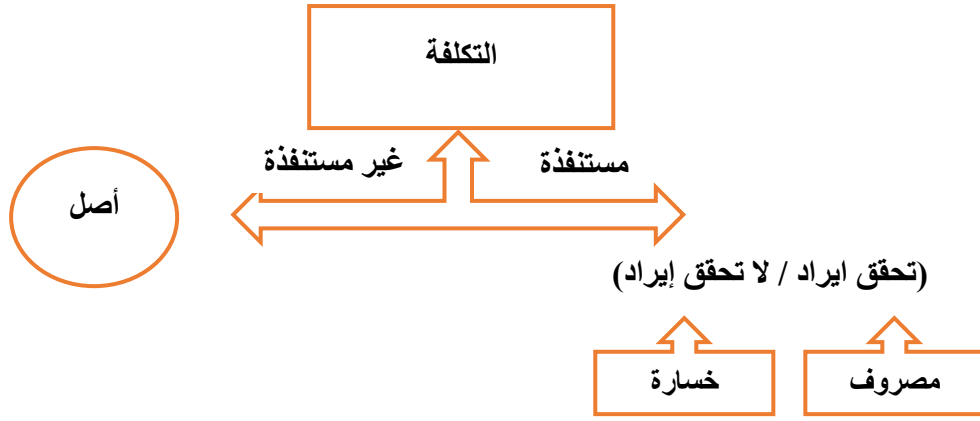 التكلفة
مستنفذة
غير مستنفذة
أصل
(تحقق ايراد / لا تحقق إيراد)
مصروف
خسارة